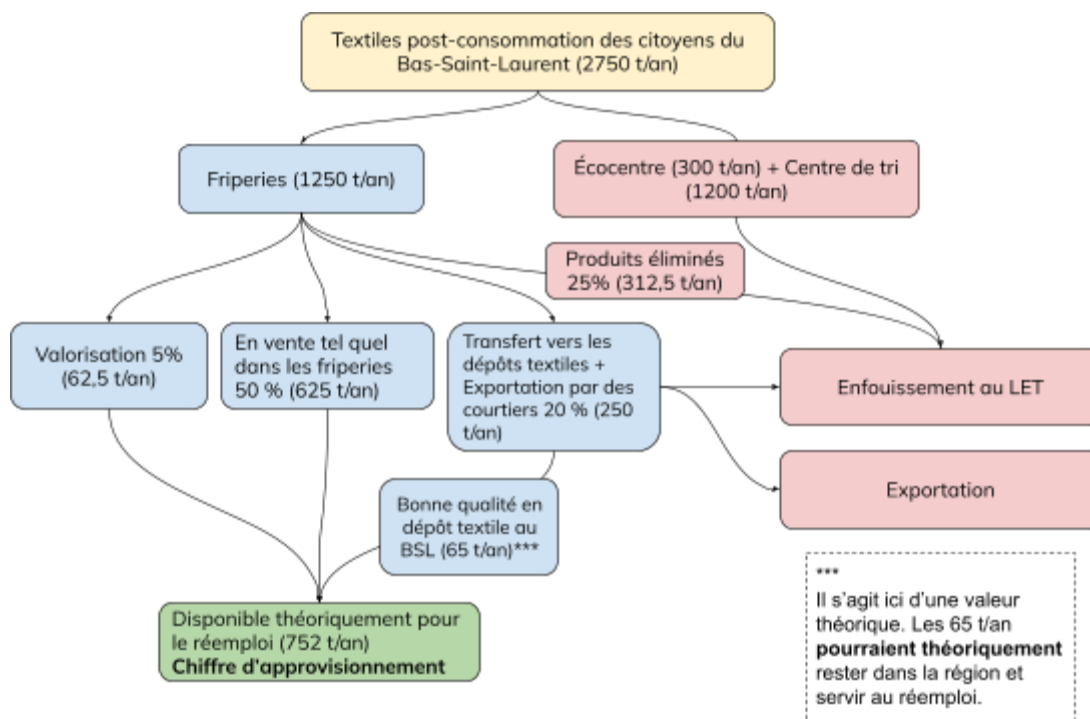 Textiles post-consommation des citoyens du
Bas-Saint-Laurent (2750 t/an)
Friperies (1250 t/an)
Écocentre (300 t/an) + Centre de tri
(1200 t/an)
Produits éliminés
25% (312,5 t/an)
Valorisation 5%
(62,5 t/an)
En vente tel quel
dans les friperies
50 % (625 t/an)
Transfert vers les
dépôts textiles +
Exportation par des
courtiers 20 % (250
t/an)
Enfouissement au LET
Exportation
Bonne qualité en
dépôt textile au
BSL (65 t/an)***
Disponible théoriquement pour
le réemploi (752 t/an)
Chiffre d'approvisionnement
***
Il s'agit ici d'une valeur
théorique. Les 65 t/an
pourraient théoriquement
rester dans la région et
servir au réemploi.